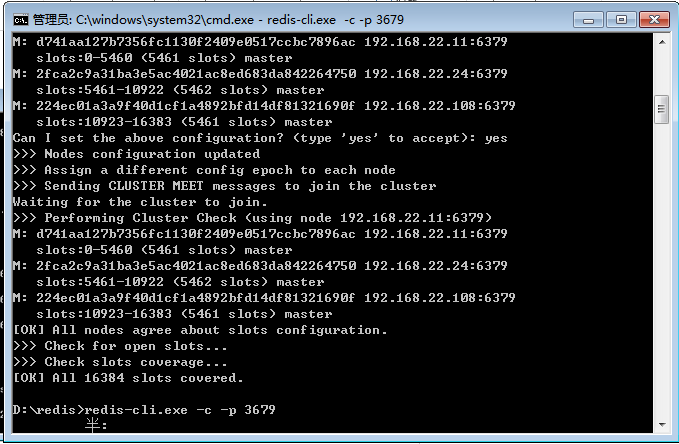 管理员: C:\windows\system32\cmd.exe - redis-cli.exe -c -p 3679
M: d741aa127b7356fc1130f2409e0517ccbc7896ac 192.168.22.11:6379
slots:0-5460 (5461 slots) master
M: 2fca2c9a31ba3e5ac4021ac8ed683da842264750 192.168.22.24:6379
slots:5461-10922 (5462 slots) master
M: 224ec01a3a9f40d1cf1a4892bfd14df81321690f 192.168.22.108:6379
slots:10923-16383 (5461 slots) master
Can I set the above configuration? (type 'yes' to accept): yes
>>> Nodes configuration updated
>>> Assign a different config epoch to each node
>>> Sending CLUSTER MEET messages to join the cluster
Waiting for the cluster to join.
>>> Performing Cluster Check (using node 192.168.22.11:6379)
M: d741aa127b7356fc1130f2409e0517ccbc7896ac 192.168.22.11:6379
slots:0-5460 (5461 slots) master
M: 2fca2c9a31ba3e5ac4021ac8ed683da842264750 192.168.22.24:6379
slots:5461-10922 (5462 slots) master
M: 224ec01a3a9f40d1cf1a4892bfd14df81321690f 192.168.22.108:6379
slots:10923-16383 (5461 slots) master
[OK] All nodes agree about slots configuration.
>>> Check for open slots...
>>> Check slots coverage...
[OK] All 16384 slots covered.
D:\redis>redis-cli.exe -c -p 3679
半: